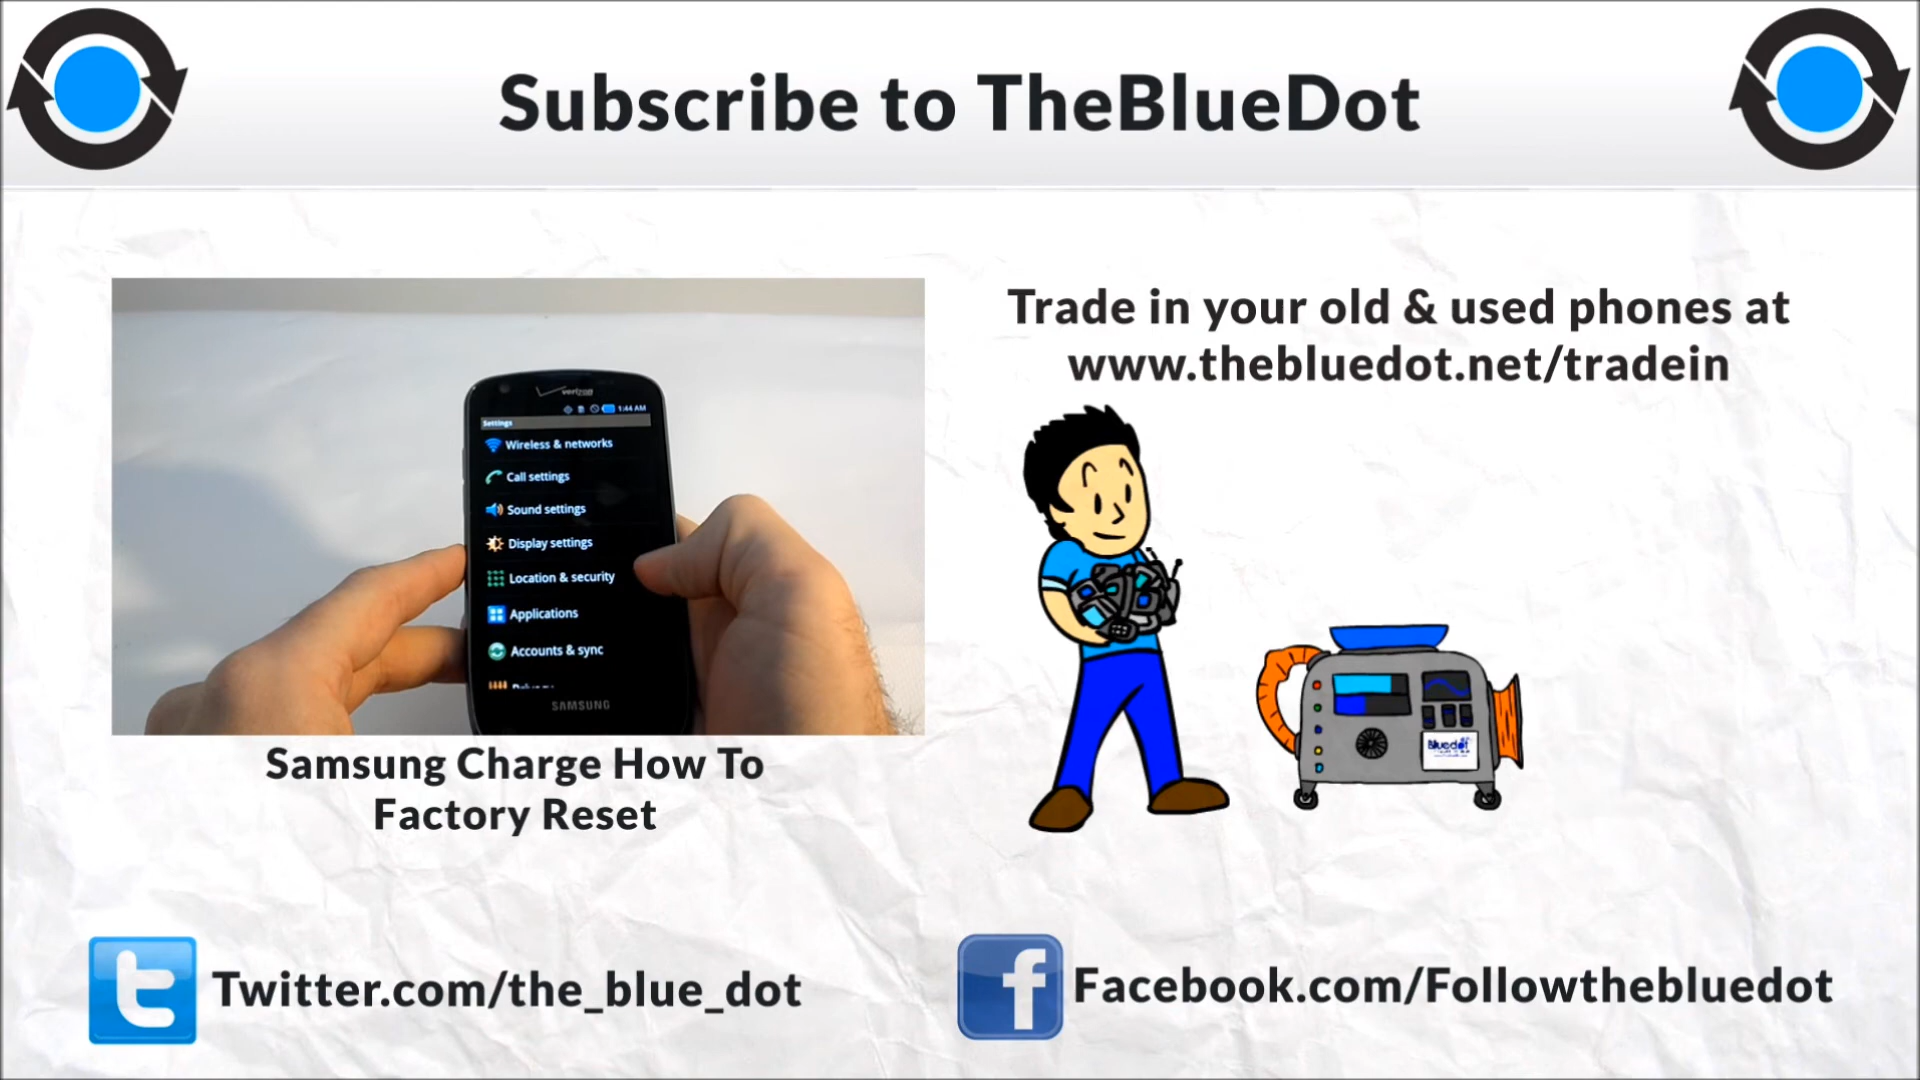 Subscribe to TheBlueDot
verizon
1:44 AM
Settings
Wireless & networks
Call settings
Sound settings
Display settings
Location & security
Applications
Accounts & sync
SAMSUNG
Samsung Charge How To
Factory Reset
Trade in your old & used phones at
www.thebluedot.net/tradein
Bluedot
Twitter.com/the_blue_dot
Facebook.com/Followthebluedot